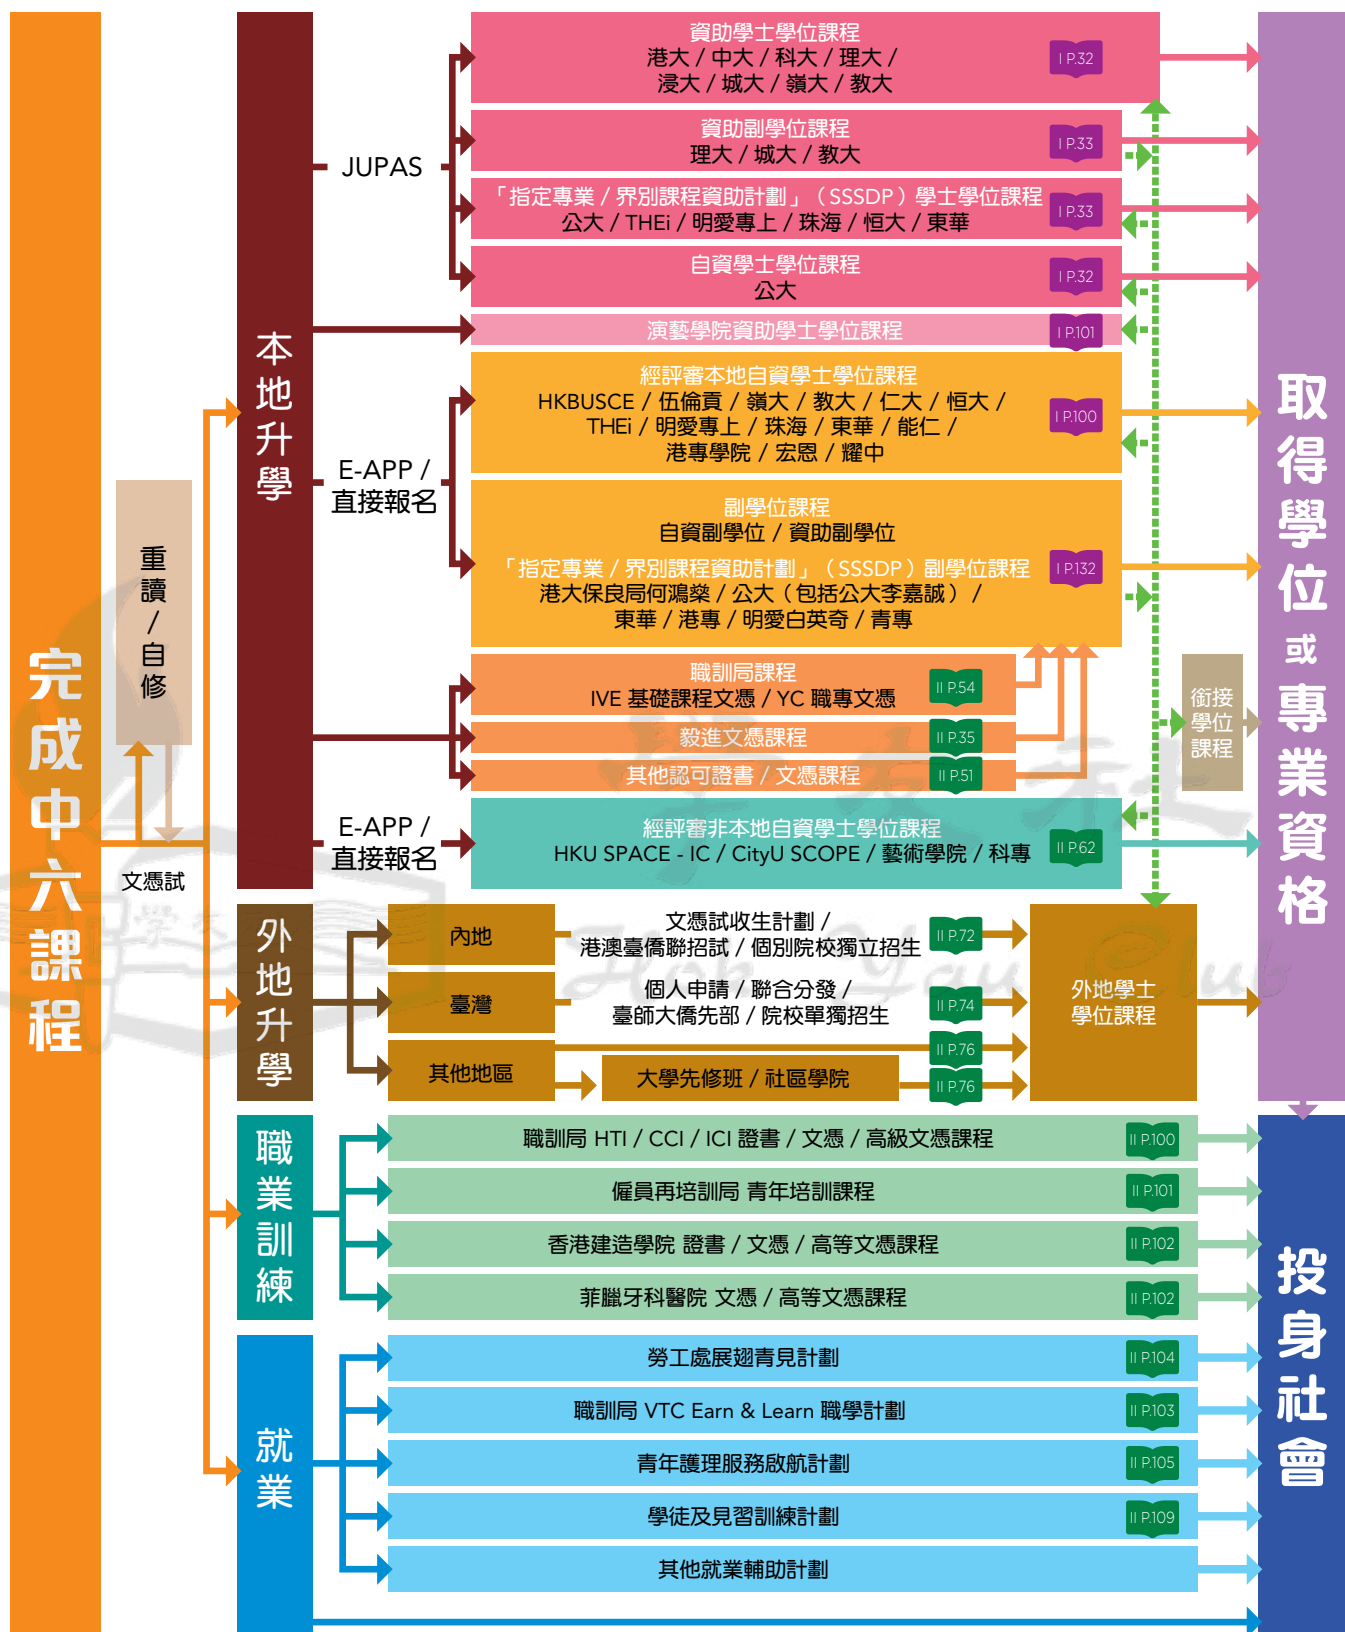 完成中六課程
重讀/自修
文憑試
本地升學
JUPAS
資助學士學位課程
港大 / 中大 / 科大 / 理大 /
浸大 / 城大 / 嶺大 / 教大
I P.32
資助副學位課程
理大 / 城大 / 教大
I P.33
「指定專業 / 界別課程資助計劃」（SSSDP）學士學位課程
公大 / THEi / 明愛專上 / 珠海 / 恒大 / 東華
I P.33
自資學士學位課程
公大
I P.32
演藝學院資助學士學位課程
I P.101
E-APP /
直接報名
經評審本地自資學士學位課程
HKBUSCE / 伍倫貢 / 嶺大 / 教大 / 仁大 / 恒大 /
THEi / 明愛專上 / 珠海 / 東華 / 能仁 /
港專學院 / 宏恩 / 耀中
I P.100
副學位課程
自資副學位 / 資助副學位
「指定專業 / 界別課程資助計劃」（SSSDP）副學位課程
港大保良局何鴻燊 / 公大（包括公大李嘉誠）/
東華 / 港專 / 明愛白英奇 / 青專
I P.132
職訓局課程
IVE 基礎課程文憑 / YC 職專文憑
II P.54
毅進文憑課程
II P.35
其他認可證書 / 文憑課程
II P.51
銜接
學位
課程
E-APP /
直接報名
經評審非本地自資學士學位課程
HKU SPACE - IC / CityU SCOPE / 藝術學院 / 科專
II P.62
外地升學
內地
文憑試收生計劃 /
港澳臺僑聯招試 / 個別院校獨立招生
II P.72
臺灣
個人申請 / 聯合分發 /
臺師大僑先部 / 院校單獨招生
II P.74
其他地區
II P.76
大學先修班 / 社區學院
II P.76
外地學士
學位課程
取得學位或專業資格
職業訓練
職訓局 HTI / CCI / ICI 證書 / 文憑 / 高級文憑課程
II P.100
僱員再培訓局 青年培訓課程
II P.101
香港建造學院 證書 / 文憑 / 高等文憑課程
II P.102
菲臘牙科醫院 文憑 / 高等文憑課程
II P.102
就業
勞工處展翅青見計劃
II P.104
職訓局 VTC Earn & Learn 職學計劃
II P.103
青年護理服務啟航計劃
II P.105
學徒及見習訓練計劃
II P.109
其他就業輔助計劃
投身社會
學友社
Hok Yau Club